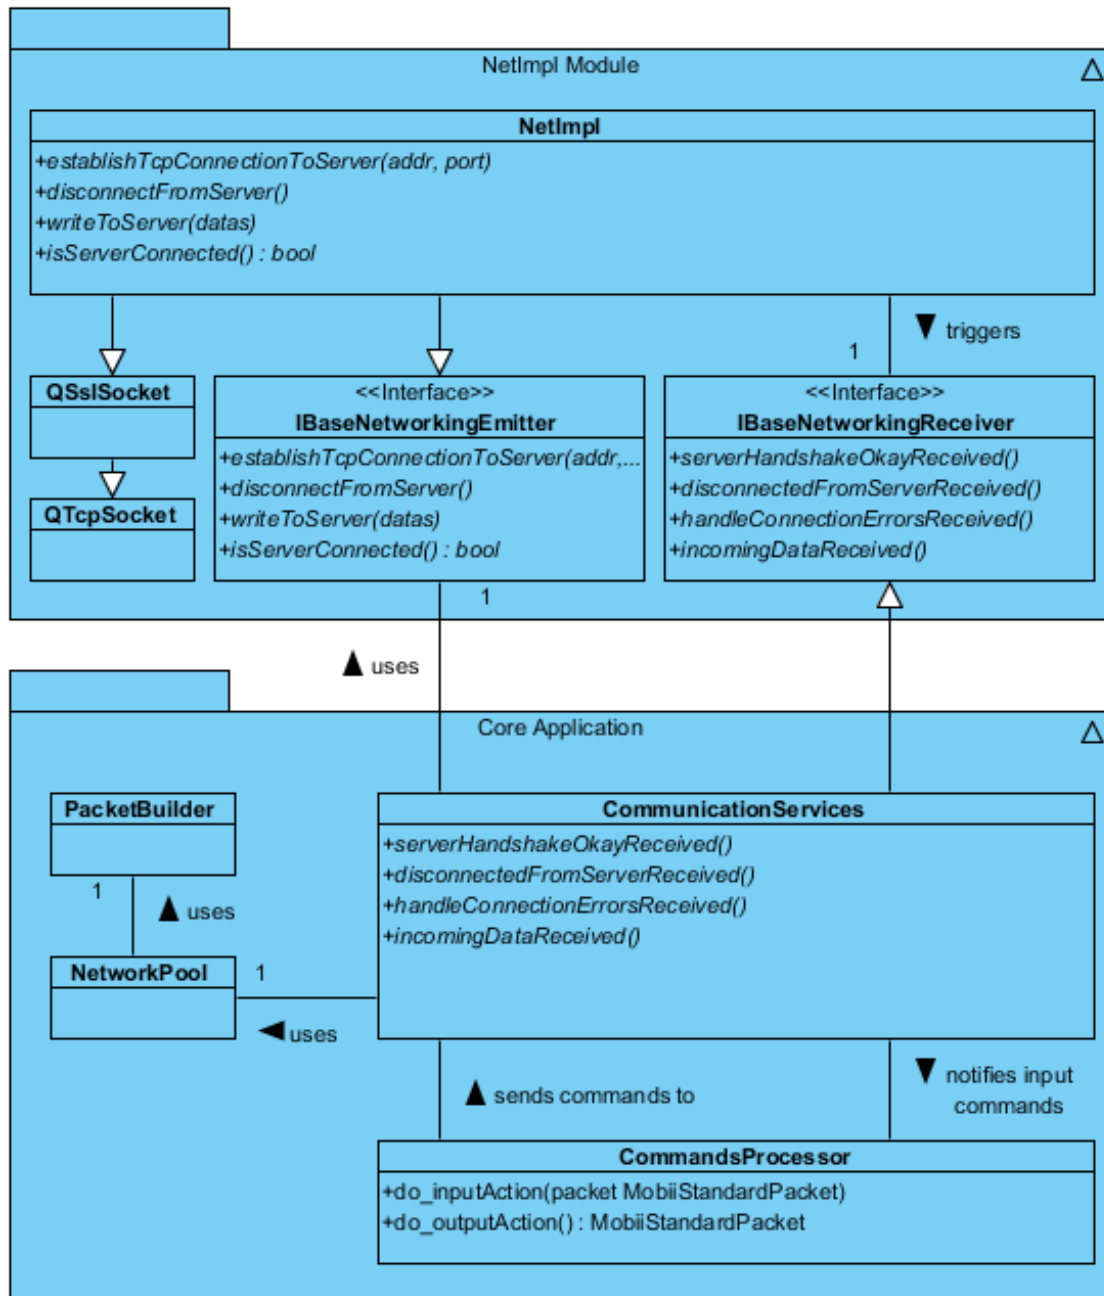 NetImpl Module
NetImpl
+establishTcpConnectionToServer(addr, port)
+disconnectFromServer()
+writeToServer(datas)
+isServerConnected() : bool
triggers
1
QSslSocket
QTcpSocket
<<Interface>>
IBaseNetworkingEmitter
+establishTcpConnectionToServer(addr,...
+disconnectFromServer()
+writeToServer(datas)
+isServerConnected() : bool
<<Interface>>
IBaseNetworkingReceiver
+serverHandshakeOkayReceived()
+disconnectedFromServerReceived()
+handleConnectionErrorsReceived()
+incomingDataReceived()
1
uses
Core Application
PacketBuilder
1
uses
NetworkPool
1
uses
CommunicationServices
+serverHandshakeOkayReceived()
+disconnectedFromServerReceived()
+handleConnectionErrorsReceived()
+incomingDataReceived()
sends commands to
notifies input
commands
CommandsProcessor
+do_inputAction(packet MobiiStandardPacket)
+do_outputAction() : MobiiStandardPacket